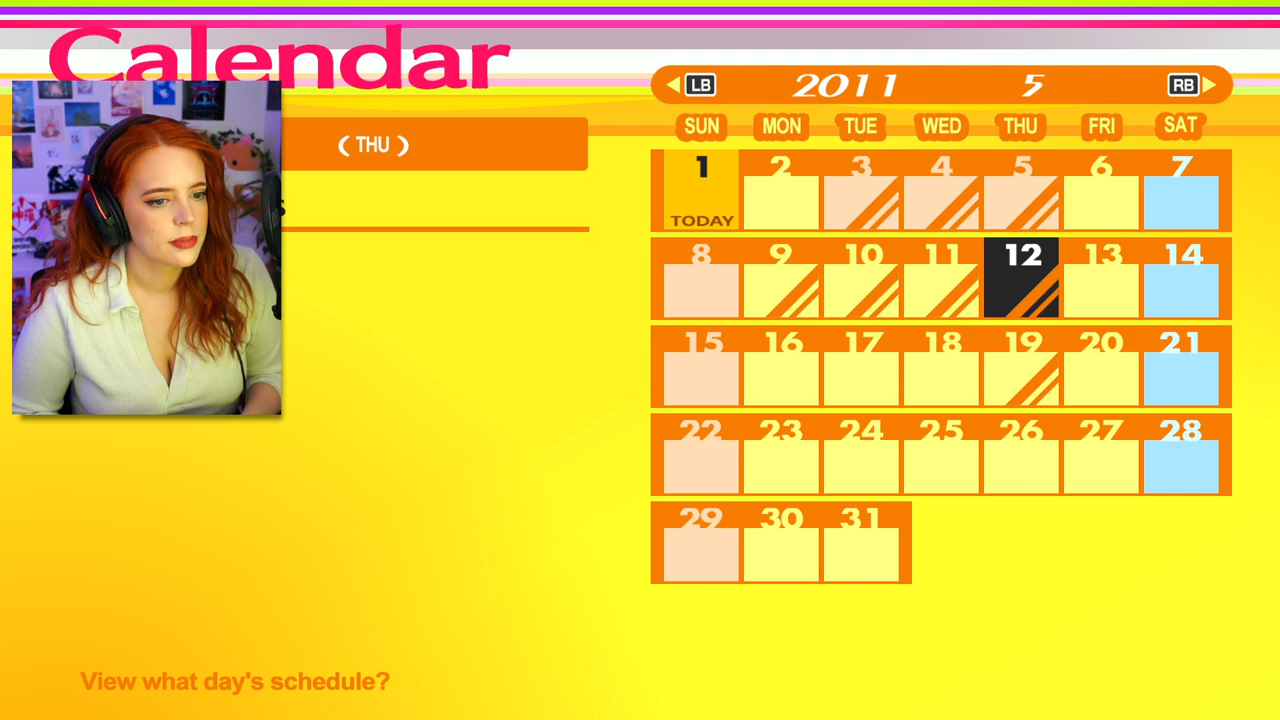 Calendar
LB 2011 5 RB
SUN MON TUE WED THU FRI SAT
( THU )
1 2 3 4 5 6 7
TODAY
8 9 10 11 12 13 14
15 16 17 18 19 20 21
22 23 24 25 26 27 28
29 30 31
View what day's schedule?